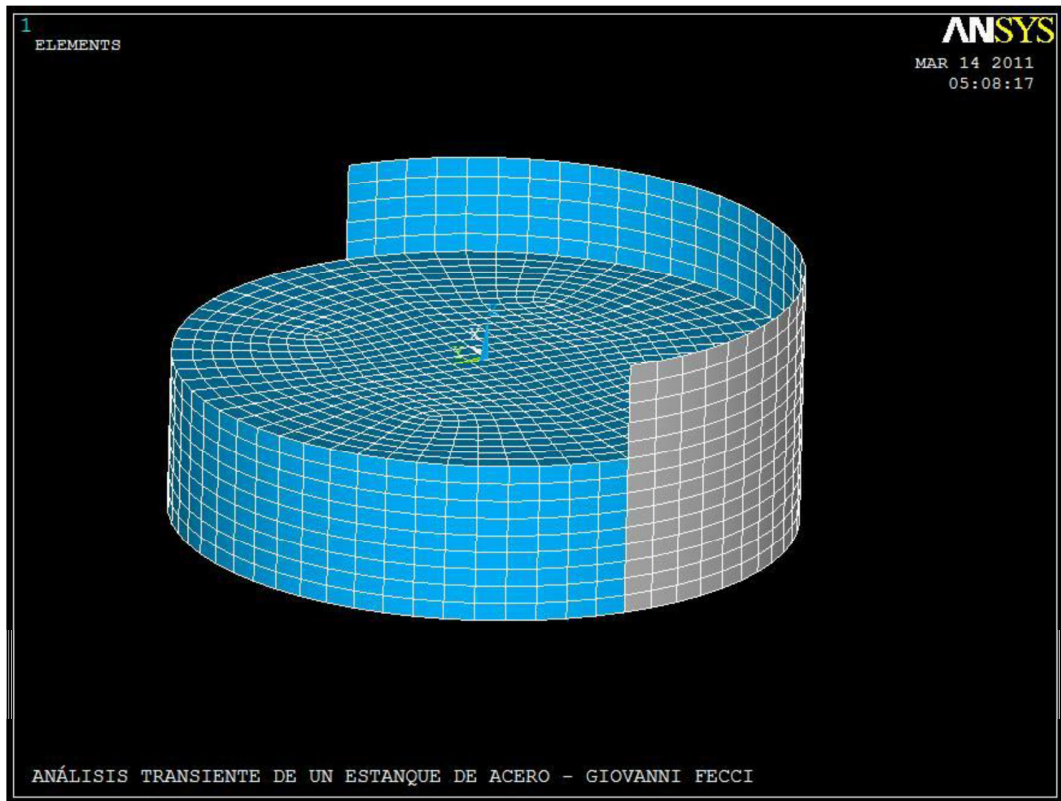 1
ELEMENTS
ANSYS
MAR 14 2011
05:08:17
ANÁLISIS TRANSIENTE DE UN ESTANQUE DE ACERO - GIOVANNI FECCI